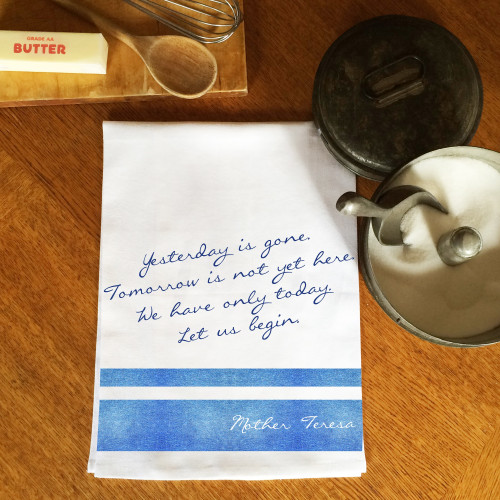 GRADE AA
BUTTER
Yesterday is gone.
Tomorrow is not yet here.
We have only today.
Let us begin.
Mother Teresa